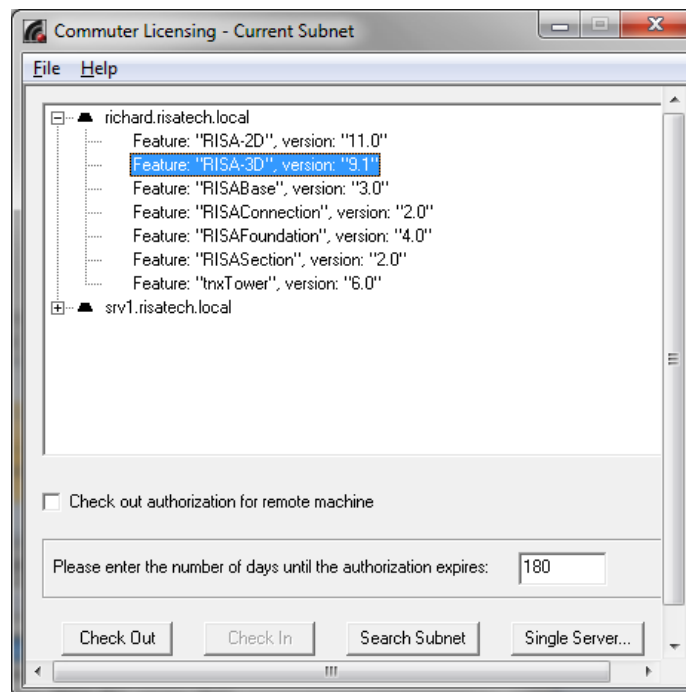 Commuter Licensing - Current Subnet
File Help
richard.risatech.local
Feature: "RISA-2D", version: "11.0"
Feature: "RISA-3D", version: "9.1"
Feature: "RISABase", version: "3.0"
Feature: "RISAConnection", version: "2.0"
Feature: "RISAFoundation", version: "4.0"
Feature: "RISASection", version: "2.0"
Feature: "tnxTower", version: "6.0"
srv1.risatech.local
Check out authorization for remote machine
Please enter the number of days until the authorization expires: 180
Check Out Check In Search Subnet Single Server...